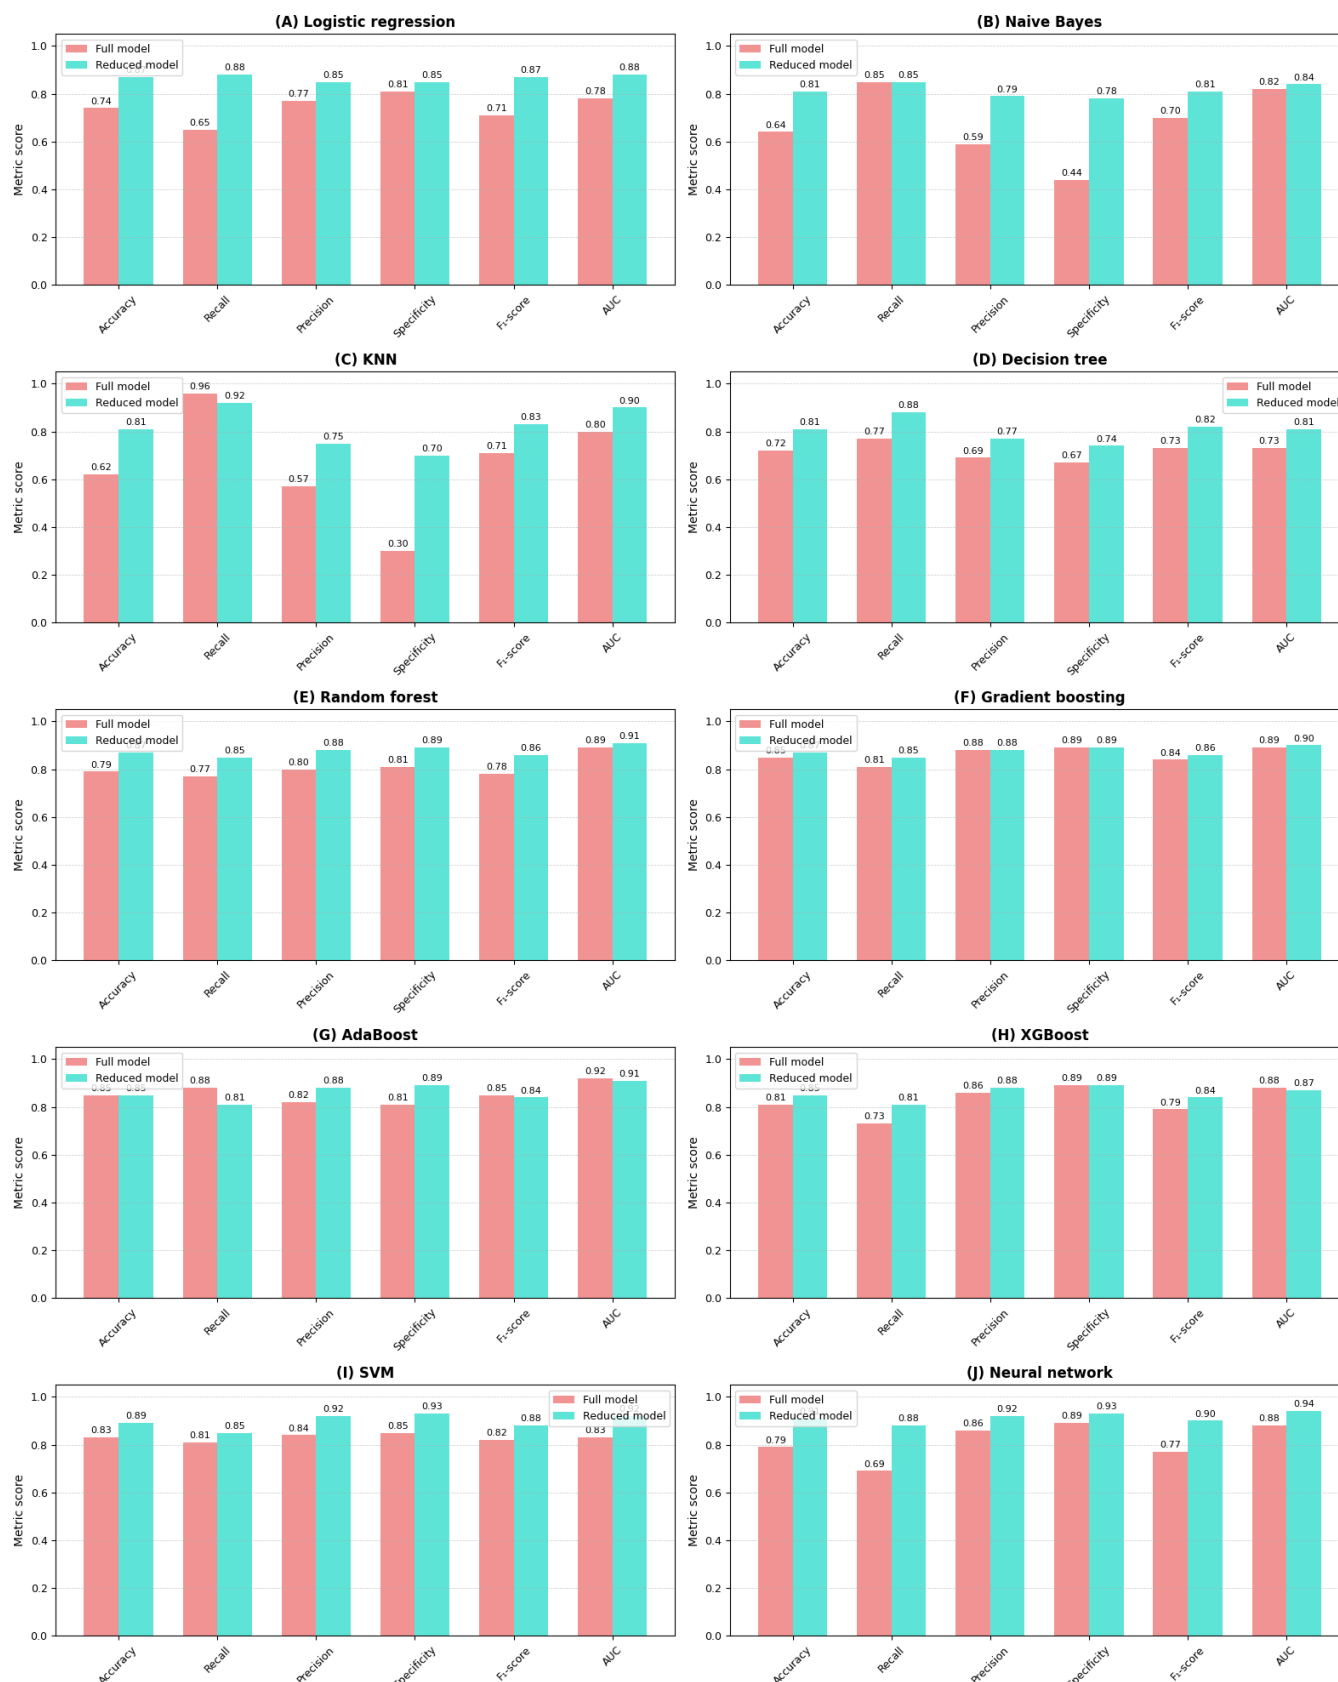 (A) Logistic regression
Full model
Reduced model
Metric score
1.0
0.8
0.6
0.4
0.2
0.0
0.74 0.87 0.65 0.88 0.77 0.85 0.81 0.85 0.71 0.87 0.78 0.88
Accuracy Recall Precision Specificity F₁-score AUC
(B) Naive Bayes
Full model
Reduced model
Metric score
1.0
0.8
0.6
0.4
0.2
0.0
0.64 0.81 0.85 0.85 0.59 0.79 0.44 0.78 0.70 0.81 0.82 0.84
Accuracy Recall Precision Specificity F₁-score AUC
(C) KNN
Full model
Reduced model
Metric score
1.0
0.8
0.6
0.4
0.2
0.0
0.62 0.81 0.96 0.92 0.57 0.75 0.30 0.70 0.71 0.83 0.80 0.90
Accuracy Recall Precision Specificity F₁-score AUC
(D) Decision tree
Full model
Reduced model
Metric score
1.0
0.8
0.6
0.4
0.2
0.0
0.72 0.81 0.77 0.88 0.69 0.77 0.67 0.74 0.73 0.82 0.73 0.81
Accuracy Recall Precision Specificity F₁-score AUC
(E) Random forest
Full model
Reduced model
Metric score
1.0
0.8
0.6
0.4
0.2
0.0
0.79 0.87 0.77 0.85 0.80 0.88 0.81 0.89 0.78 0.86 0.89 0.91
Accuracy Recall Precision Specificity F₁-score AUC
(F) Gradient boosting
Full model
Reduced model
Metric score
1.0
0.8
0.6
0.4
0.2
0.0
0.85 0.87 0.81 0.85 0.88 0.88 0.89 0.89 0.84 0.86 0.89 0.90
Accuracy Recall Precision Specificity F₁-score AUC
(G) AdaBoost
Full model
Reduced model
Metric score
1.0
0.8
0.6
0.4
0.2
0.0
0.85 0.85 0.88 0.81 0.82 0.88 0.81 0.89 0.85 0.84 0.92 0.91
Accuracy Recall Precision Specificity F₁-score AUC
(H) XGBoost
Full model
Reduced model
Metric score
1.0
0.8
0.6
0.4
0.2
0.0
0.81 0.85 0.73 0.81 0.86 0.88 0.89 0.89 0.79 0.84 0.88 0.87
Accuracy Recall Precision Specificity F₁-score AUC
(I) SVM
Full model
Reduced model
Metric score
1.0
0.8
0.6
0.4
0.2
0.0
0.83 0.89 0.81 0.85 0.84 0.92 0.85 0.93 0.82 0.88 0.83 0.92
Accuracy Recall Precision Specificity F₁-score AUC
(J) Neural network
Full model
Reduced model
Metric score
1.0
0.8
0.6
0.4
0.2
0.0
0.79 0.69 0.88 0.86 0.92 0.89 0.93 0.77 0.90 0.88 0.94
Accuracy Recall Precision Specificity F₁-score AUC